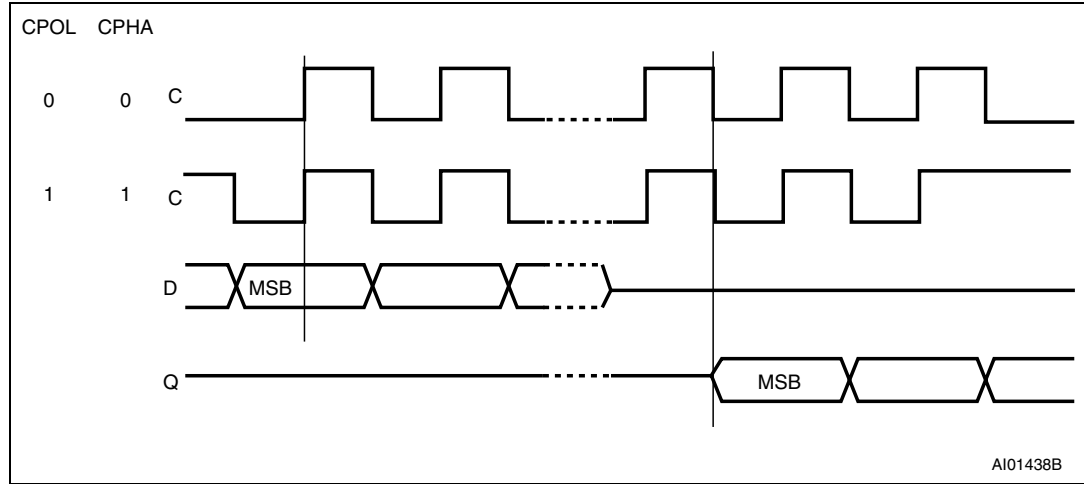 CPOL CPHA
0 0 C
1 1 C
D MSB
Q MSB
AI01438B